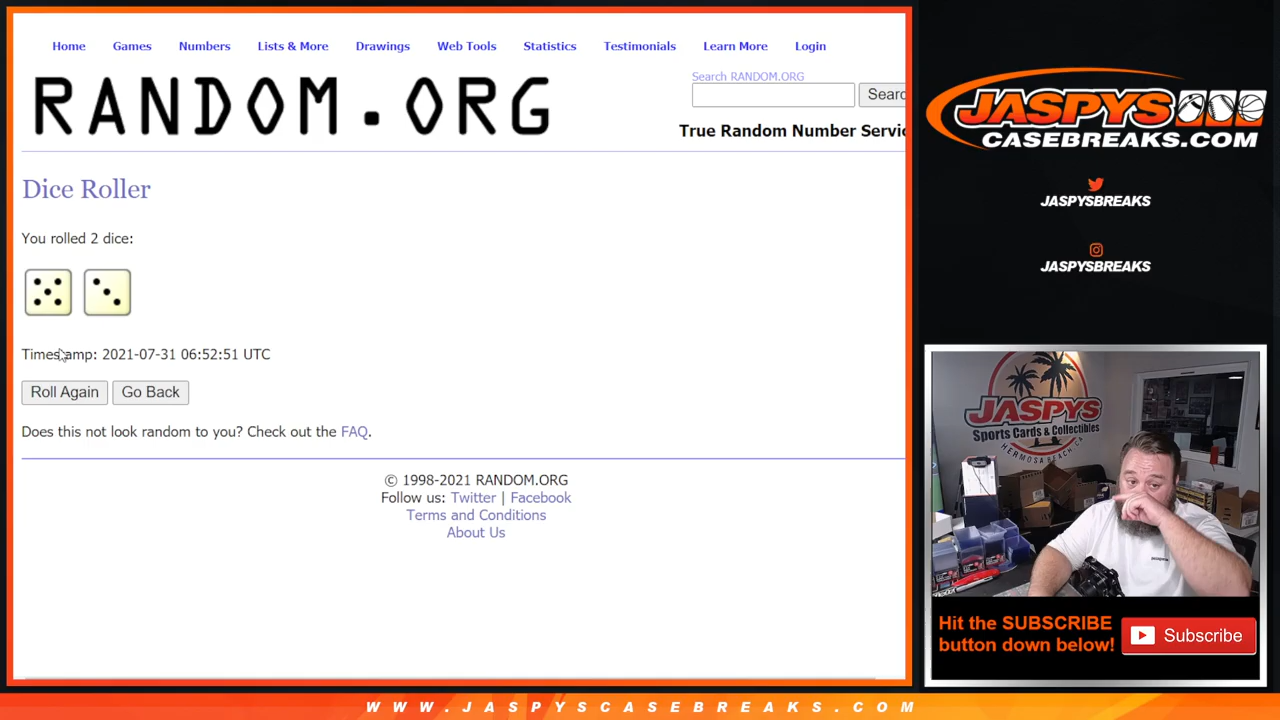 Home Games Numbers Lists & More Drawings Web Tools Statistics Testimonials Learn More Login
RANDOM.ORG
Search RANDOM.ORG
Searc
True Random Number Servic
Dice Roller
You rolled 2 dice:
Timestamp: 2021-07-31 06:52:51 UTC
Roll Again Go Back
Does this not look random to you? Check out the FAQ.
© 1998-2021 RANDOM.ORG
Follow us: Twitter | Facebook
Terms and Conditions
About Us
JASPYS
CASEBREAKS.COM
JASPYSBREAKS
JASPYSBREAKS
JASPYS
Sports Cards & Collectibles
HERMOSA BEACH, CA.
Hit the SUBSCRIBE
button down below!
Subscribe
WWW.JASPYSCASEBREAKS.COM